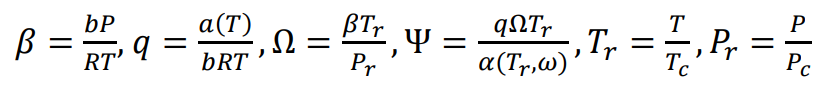 β = bP/RT, q = a(T)/bRT, Ω = βT_r/P_r, Ψ = qΩT_r/α(T_r,ω), T_r = T/T_c, P_r = P/P_c